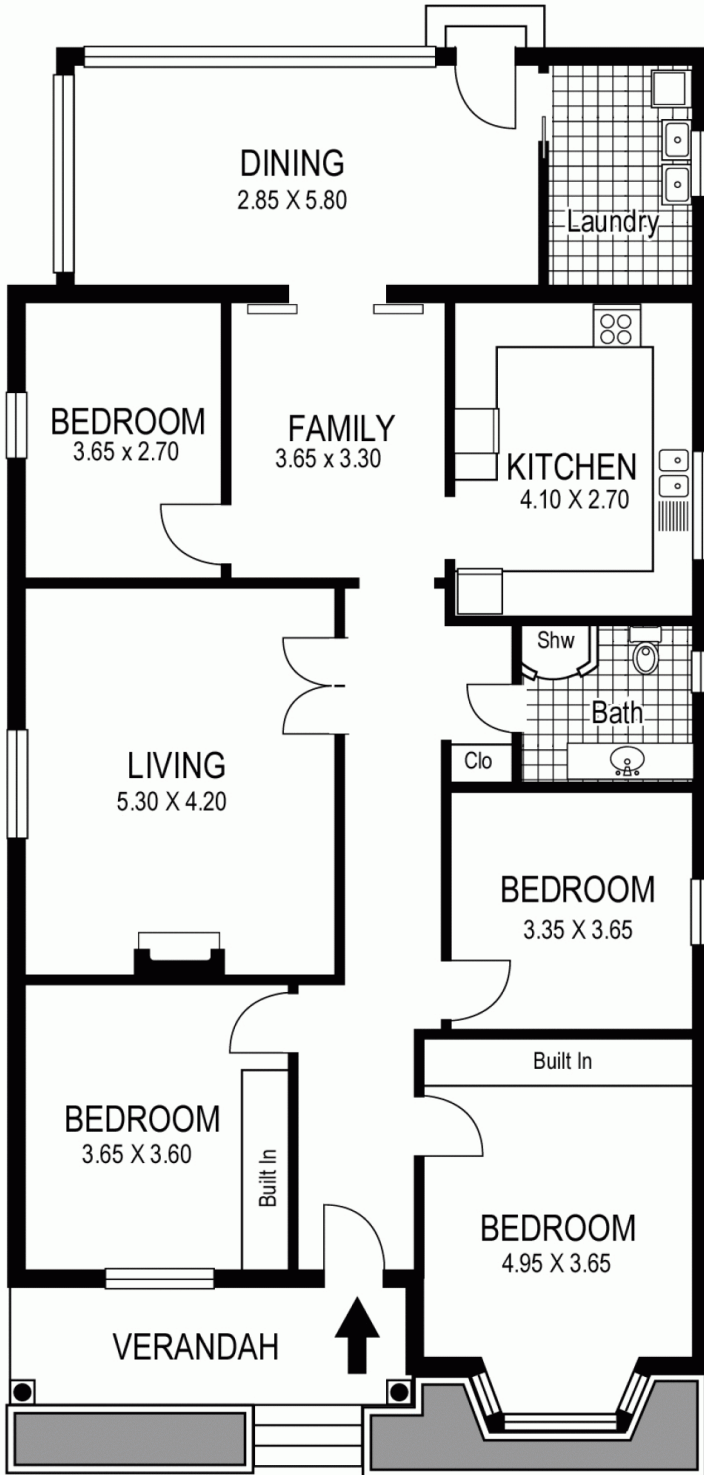 DINING
2.85 X 5.80
Laundry
BEDROOM
3.65 x 2.70
FAMILY
3.65 x 3.30
KITCHEN
4.10 X 2.70
Shw
Bath
Clo
LIVING
5.30 X 4.20
BEDROOM
3.35 X 3.65
Built In
BEDROOM
3.65 X 3.60
Built In
BEDROOM
4.95 X 3.65
VERANDAH